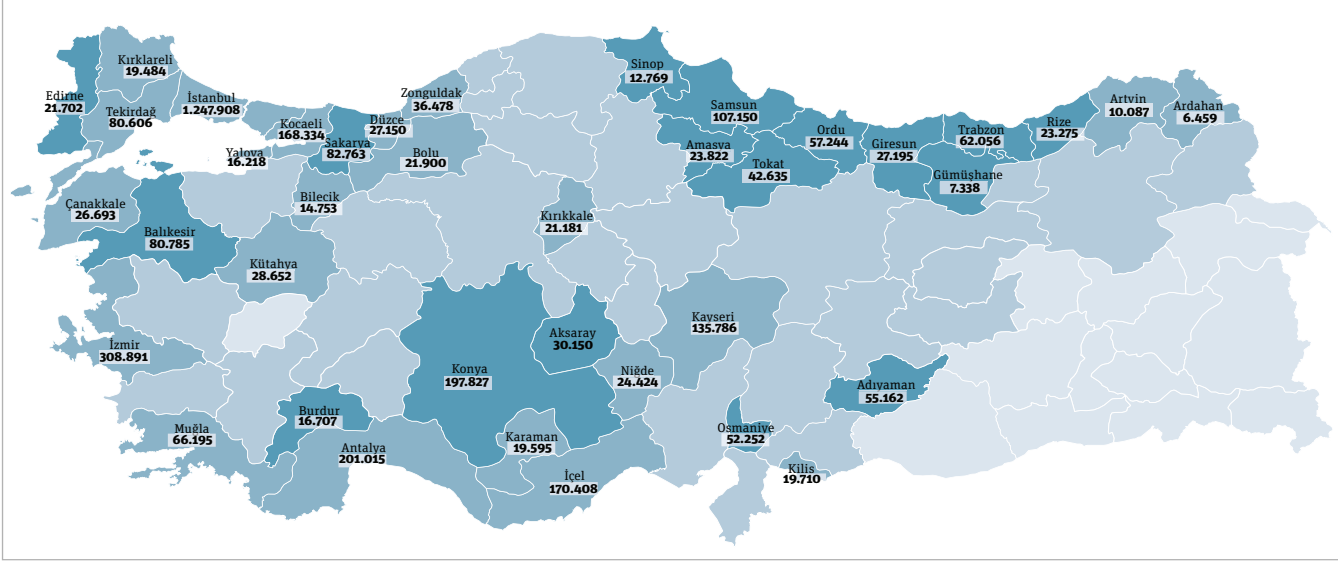 Kırklareli
19.484
Edirne
21.702
Tekirdağ
80.606
İstanbul
1.247.908
Kocaeli
168.334
Yalova
16.218
Sakarya
82.763
Düzce
27.150
Zonguldak
36.478
Bolu
21.900
Bilecik
14.753
Sinop
12.769
Samsun
107.150
Amasya
23.822
Tokat
42.635
Ordu
57.244
Giresun
27.195
Trabzon
62.056
Gümüşhane
7.338
Rize
23.275
Artvin
10.087
Ardahan
6.459
Çanakkale
26.693
Balıkesir
80.785
Kütahya
28.652
Kırıkkale
21.181
İzmir
308.891
Konya
197.827
Aksaray
30.150
Kayseri
135.786
Niğde
24.424
Adıyaman
55.162
Burdur
16.707
Muğla
66.195
Antalya
201.015
Karaman
19.595
İçel
170.408
Osmaniye
52.252
Kilis
19.710